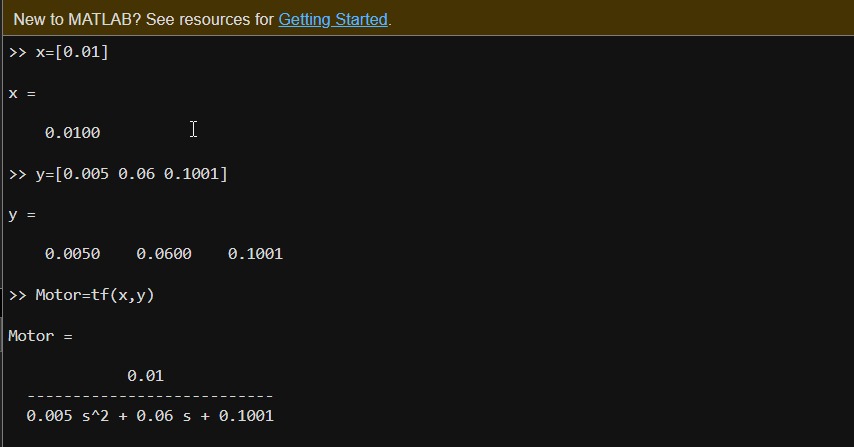 New to MATLAB? See resources for Getting Started.
>> x=[0.01]
x =
0.0100
>> y=[0.005 0.06 0.1001]
y =
0.0050 0.0600 0.1001
>> Motor=tf(x,y)
Motor =
0.01
---------------------------
0.005 s^2 + 0.06 s + 0.1001